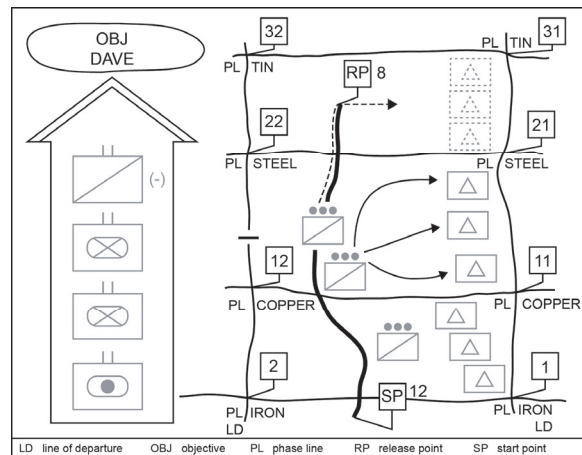 OBJ
DAVE
32
31
PL TIN
PL TIN
RP 8
22
21
PL STEEL
PL STEEL
(-)
12
11
PL COPPER
PL COPPER
2
SP 12
1
PL IRON
LD
PL IRON
LD
LD line of departure OBJ objective PL phase line RP release point SP start point